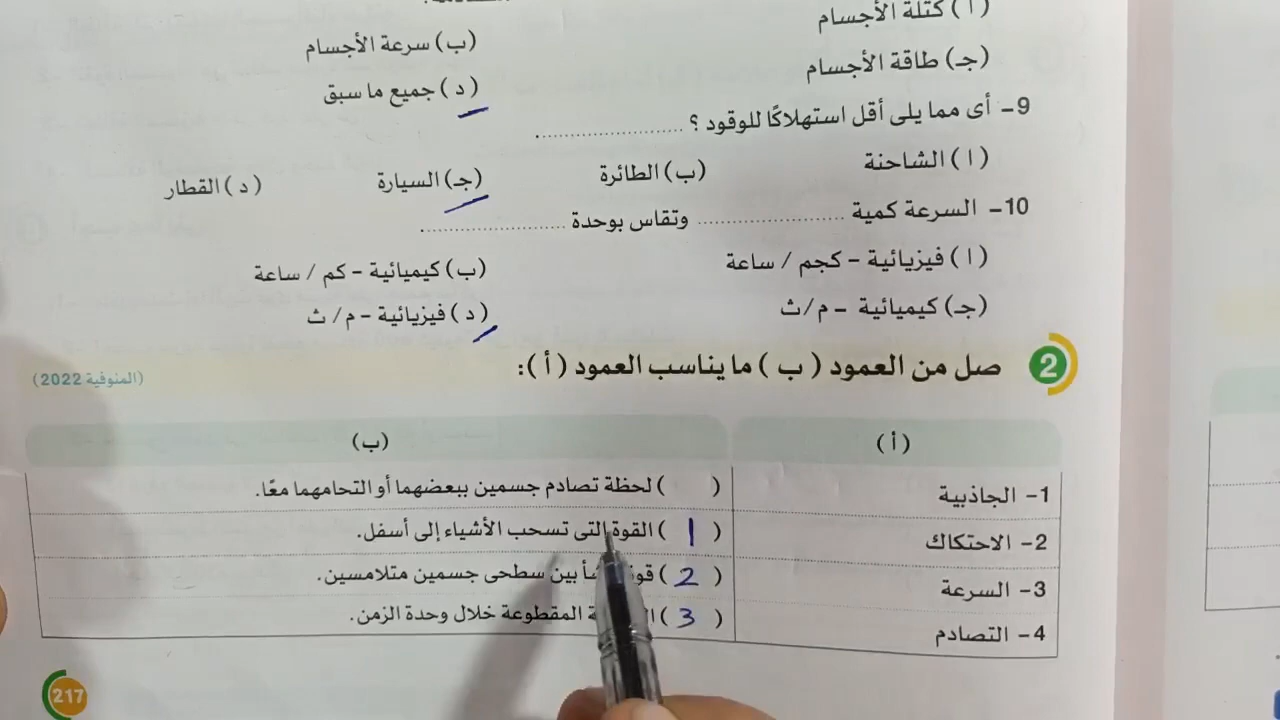 ( ا ) كتلة الأجسام
(ب) سرعة الأجسام
(جـ) طاقة الأجسام
( د ) جميع ما سبق
9- أى مما يلى أقل استهلاكًا للوقود ؟ ........................
( ا ) الشاحنة (ب) الطائرة (جـ) السيارة ( د ) القطار
10- السرعة كمية ........................ وتقاس بوحدة ........................
( ا ) فيزيائية – كجم / ساعة (ب) كيميائية – كم / ساعة
(جـ) كيميائية – م/ث ( د ) فيزيائية – م/ ث
2 صل من العمود ( ب ) ما يناسب العمود ( أ ) : (المنوفية 2022)
( أ ) (ب)
1- الجاذبية ( ) لحظة تصادم جسمين ببعضهما أو التحامهما معًا.
2- الاحتكاك ( 1 ) القوة التى تسحب الأشياء إلى أسفل.
3- السرعة ( 2 ) بين سطحى جسمين متلامسين.
4- التصادم ( 3 ) المقطوعة خلال وحدة الزمن.
217